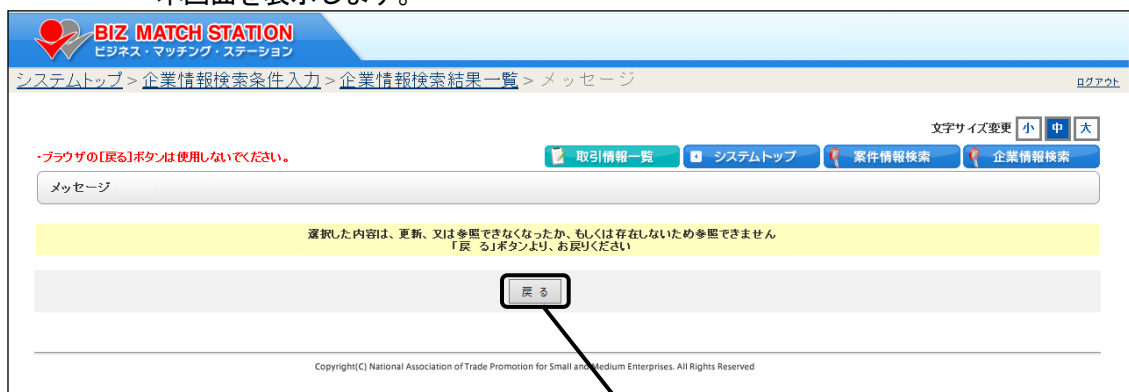 本画面を表示します。
BIZ MATCH STATION
ビジネス・マッチング・ステーション
システムトップ > 企業情報検索条件入力 > 企業情報検索結果一覧 > メッセージ
ログアウト
文字サイズ変更 小 中 大
・ブラウザの[戻る]ボタンは使用しないでください。
取引情報一覧 システムトップ 案件情報検索 企業情報検索
メッセージ
選択した内容は、更新、又は参照できなくなったか、もしくは存在しないため参照できません
「戻 る」ボタンより、お戻りください
戻 る
Copyright(C) National Association of Trade Promotion for Small and Medium Enterprises. All Rights Reserved